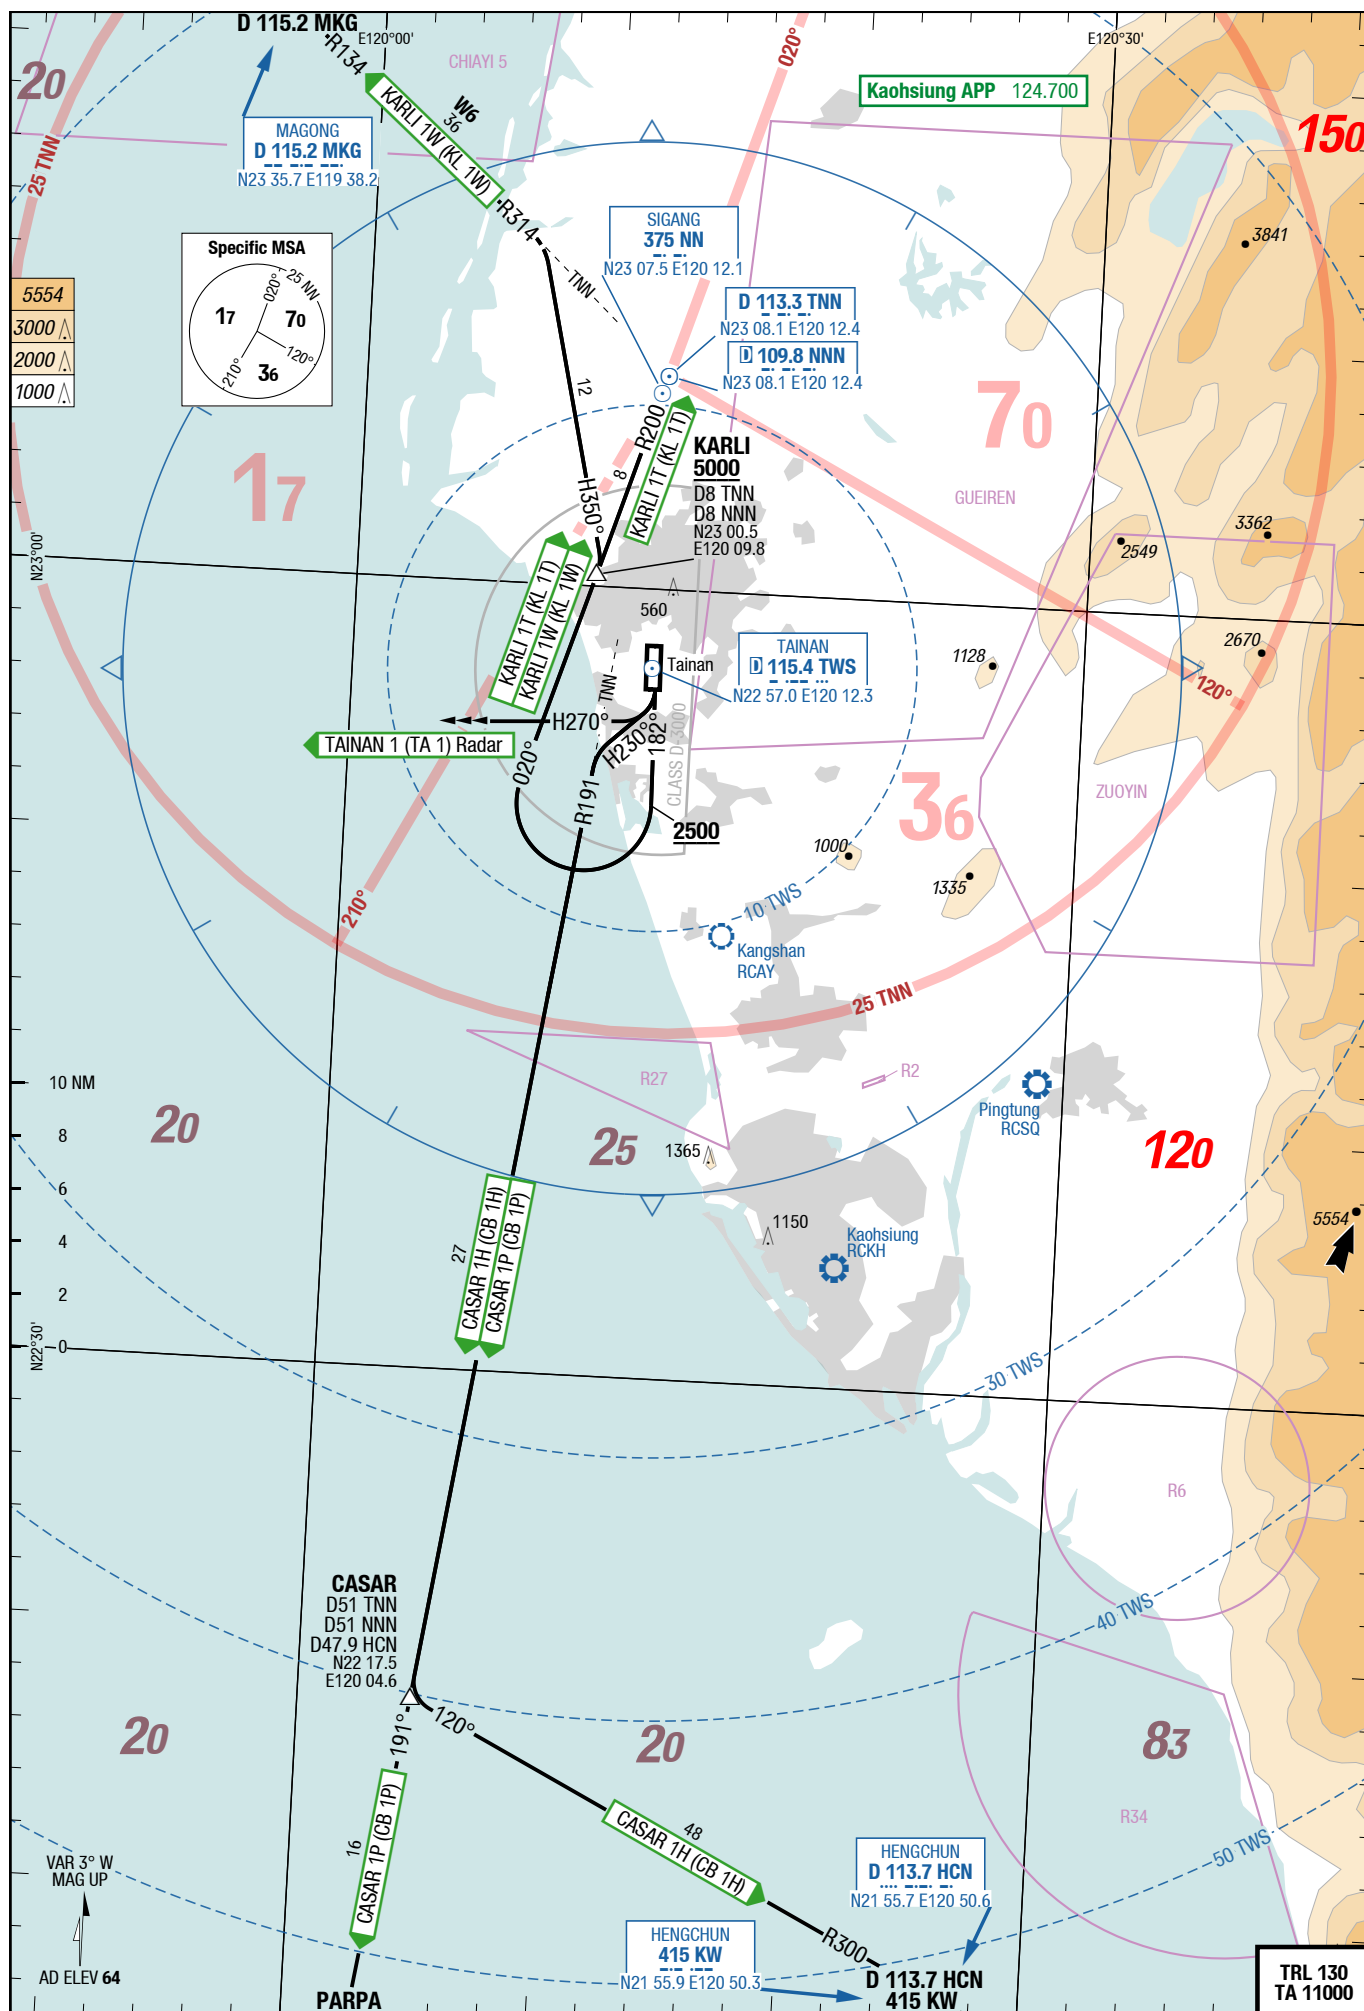 D 115.2 MKG
E120°00'
E120°30'
R134
CHIAYI 5
020°
20
Kaohsiung APP 124.700
W6
36
KARLI 1W (KL 1W)
MAGONG
D 115.2 MKG
N23 35.7 E119 38.2
150
25 TNN
R314
SIGANG
375 NN
N23 07.5 E120 12.1
3841
Specific MSA
020°
25 NN
17
70
120°
210°
36
TNN
5554
3000
2000
1000
D 113.3 TNN
N23 08.1 E120 12.4
D 109.8 NNN
N23 08.1 E120 12.4
12
R200
8
KARLI 1T (KL 1T)
70
KARLI
5000
D8 TNN
D8 NNN
N23 00.5
E120 09.8
17
H350°
GUEIREN
3362
2549
N23°00'
KARLI 1T (KL 1T)
KARLI 1W (KL 1W)
560
2670
1128
Tainan
TAINAN
D 115.4 TWS
N22 57.0 E120 12.3
TNN
120°
H270°
H230°
182°
CLASS D-3000
TAINAN 1 (TA 1) Radar
020°
R191
ZUOYIN
36
2500
1000
1335
210°
10 TWS
Kangshan
RCAY
25 TNN
R27
R2
10 NM
8
6
4
2
0
Pingtung
RCSQ
20
25
1365
120
1150
Kaohsiung
RCKH
5554
27
CASAR 1H (CB 1H)
CASAR 1P (CB 1P)
N22°30'
30 TWS
R6
CASAR
D51 TNN
D51 NNN
D47.9 HCN
N22 17.5
E120 04.6
40 TWS
20
191°
120°
20
83
R34
16
CASAR 1P (CB 1P)
48
CASAR 1H (CB 1H)
50 TWS
VAR 3° W
MAG UP
HENGCHUN
D 113.7 HCN
N21 55.7 E120 50.6
HENGCHUN
415 KW
N21 55.9 E120 50.3
R300
AD ELEV 64
D 113.7 HCN
415 KW
PARPA
TRL 130
TA 11000